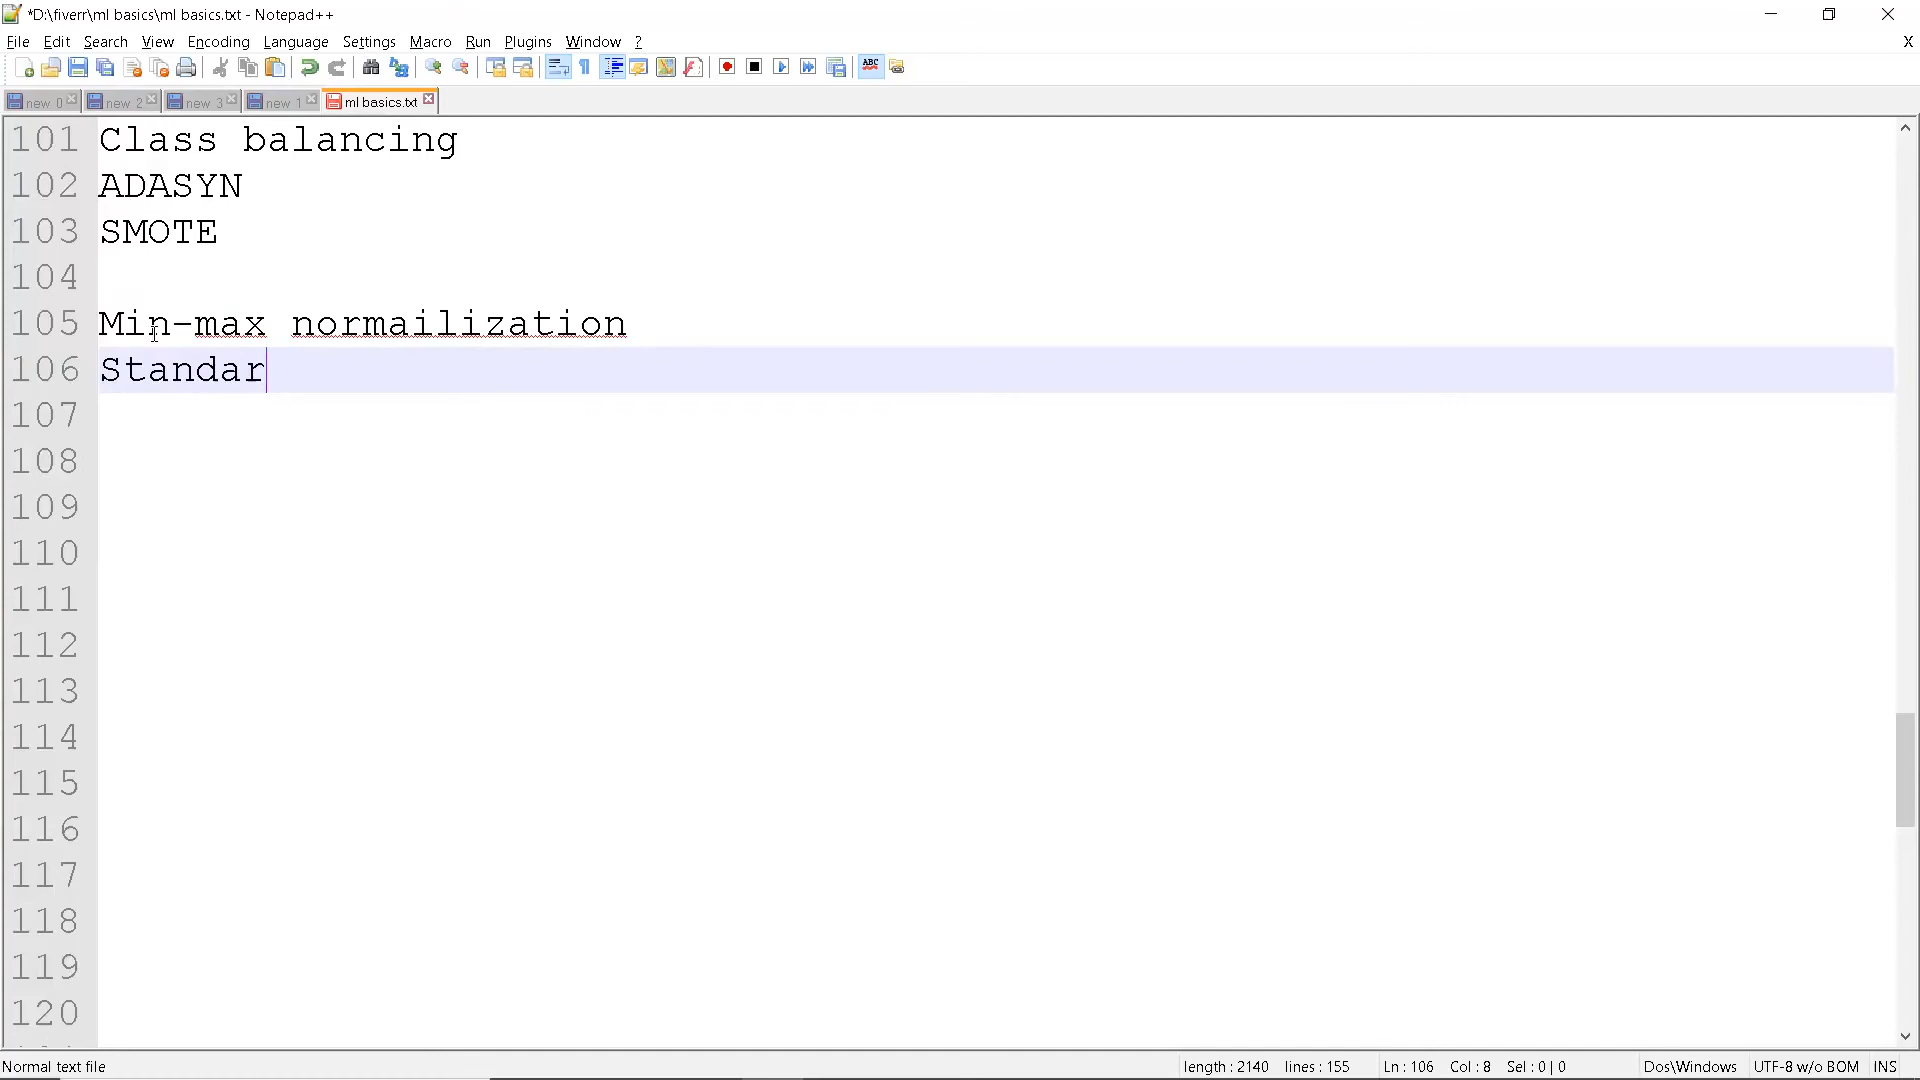 *D:\fiverr\ml basics\ml basics.txt - Notepad++
File Edit Search View Encoding Language Settings Macro Run Plugins Window ? X
ABC
new 0 new 2 new 3 new 1 ml basics.txt
101 Class balancing
102 ADASYN
103 SMOTE
104
105 Min-max normailization
106 Standar
107
108
109
110
111
112
113
114
115
116
117
118
119
120
Normal text file length : 2140 lines : 155 Ln : 106 Col : 8 Sel : 0 | 0 Dos\Windows UTF-8 w/o BOM INS